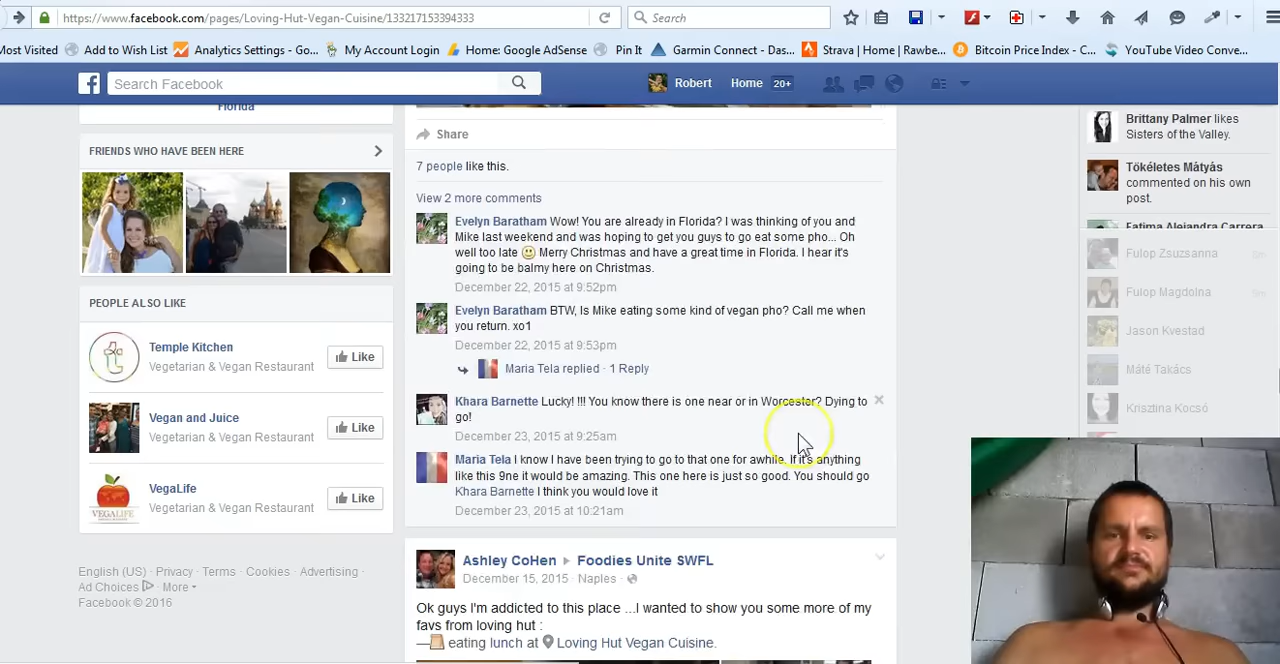 https://www.facebook.com/pages/Loving-Hut-Vegan-Cuisine/133217153394333
Search
Most Visited Add to Wish List Analytics Settings - Go... My Account Login Home: Google AdSense Pin It Garmin Connect - Das... Strava | Home | Rawbe... Bitcoin Price Index - C... YouTube Video Conve...
Search Facebook
Robert Home 20+
Florida
FRIENDS WHO HAVE BEEN HERE
PEOPLE ALSO LIKE
Temple Kitchen
Vegetarian & Vegan Restaurant
Like
Vegan and Juice
Vegetarian & Vegan Restaurant
Like
VegaLife
Vegetarian & Vegan Restaurant
Like
VEGALIFE
English (US) · Privacy · Terms · Cookies · Advertising ·
Ad Choices · More
Facebook © 2016
Share
7 people like this.
View 2 more comments
Evelyn Baratham Wow! You are already in Florida? I was thinking of you and
Mike last weekend and was hoping to get you guys to go eat some pho... Oh
well too late 🙂 Merry Christmas and have a great time in Florida. I hear it's
going to be balmy here on Christmas.
December 22, 2015 at 9:52pm
Evelyn Baratham BTW, Is Mike eating some kind of vegan pho? Call me when
you return. xo1
December 22, 2015 at 9:53pm
Maria Tela replied · 1 Reply
Khara Barnette Lucky! !!! You know there is one near or in Worcester? Dying to
go!
December 23, 2015 at 9:25am
Maria Tela I know I have been trying to go to that one for awhile. If it's anything
like this 9ne it would be amazing. This one here is just so good. You should go
Khara Barnette I think you would love it
December 23, 2015 at 10:21am
Ashley CoHen ▸ Foodies Unite SWFL
December 15, 2015 · Naples ·
Ok guys I'm addicted to this place ...I wanted to show you some more of my
favs from loving hut :
— eating lunch at Loving Hut Vegan Cuisine.
Brittany Palmer likes
Sisters of the Valley.
Tőkéletes Mátyás
commented on his own
post.
Fatima Alejandra Carrera
Fulop Zsuzsanna
Fulop Magdolna
Jason Kvestad
Máté Takács
Krisztina Kocsó